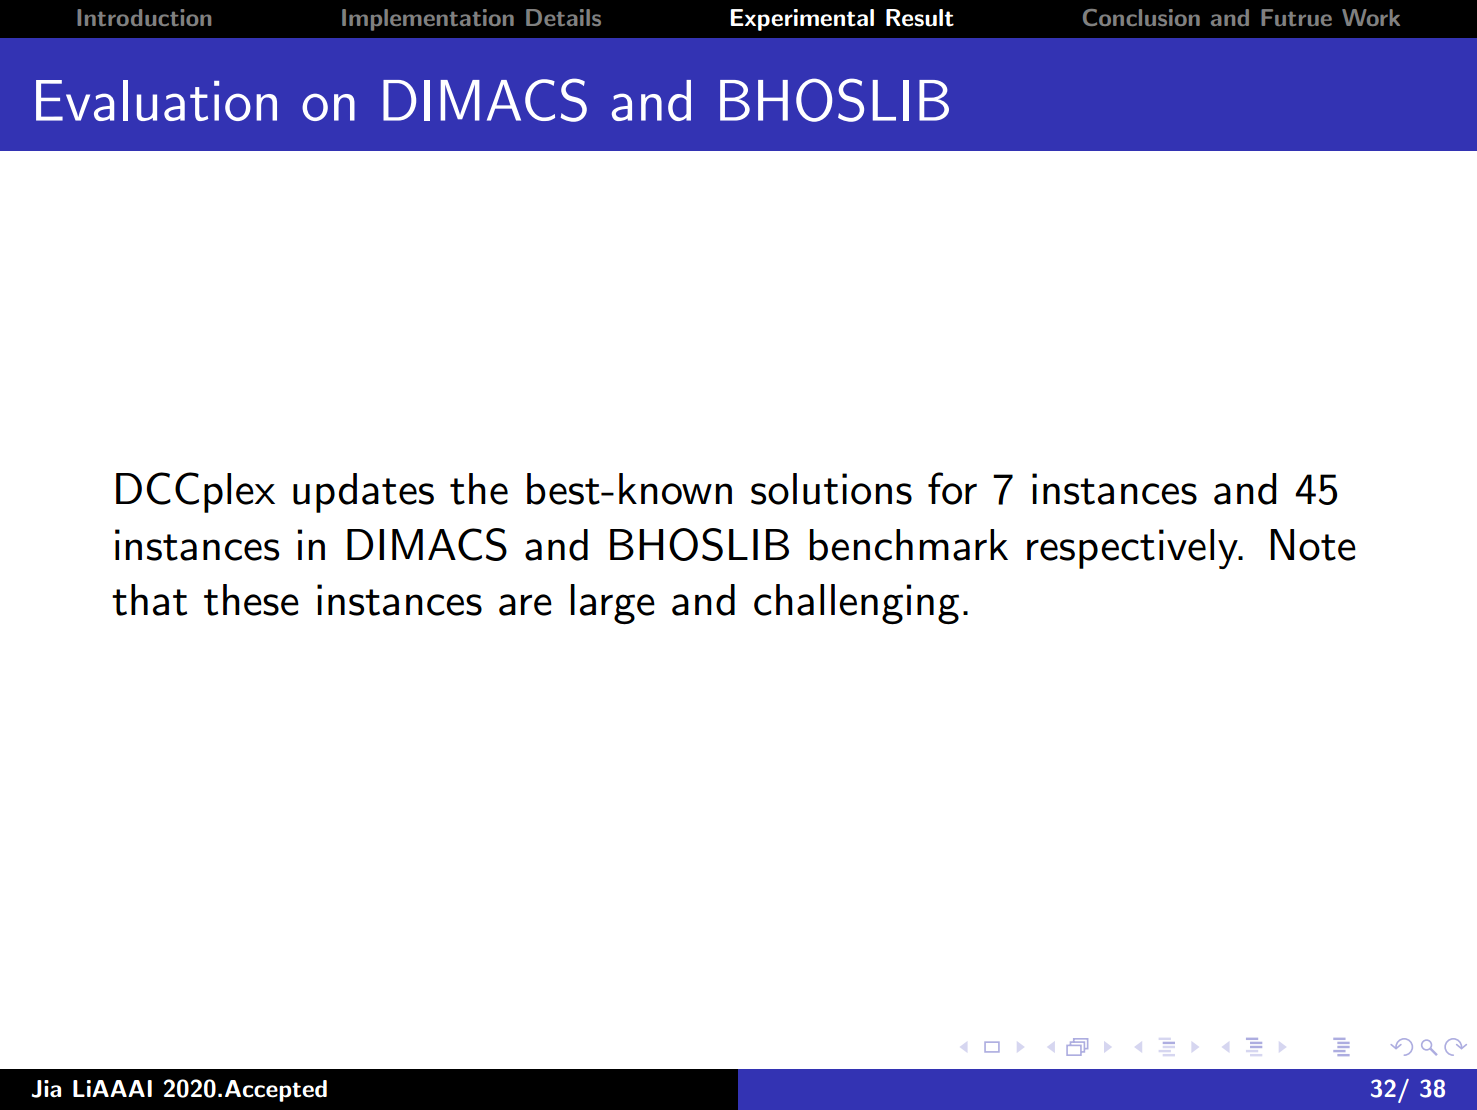 Introduction Implementation Details Experimental Result Conclusion and Futrue Work
Evaluation on DIMACS and BHOSLIB
DCCplex updates the best-known solutions for 7 instances and 45
instances in DIMACS and BHOSLIB benchmark respectively. Note
that these instances are large and challenging.
Jia LiAAAI 2020.Accepted 32/ 38